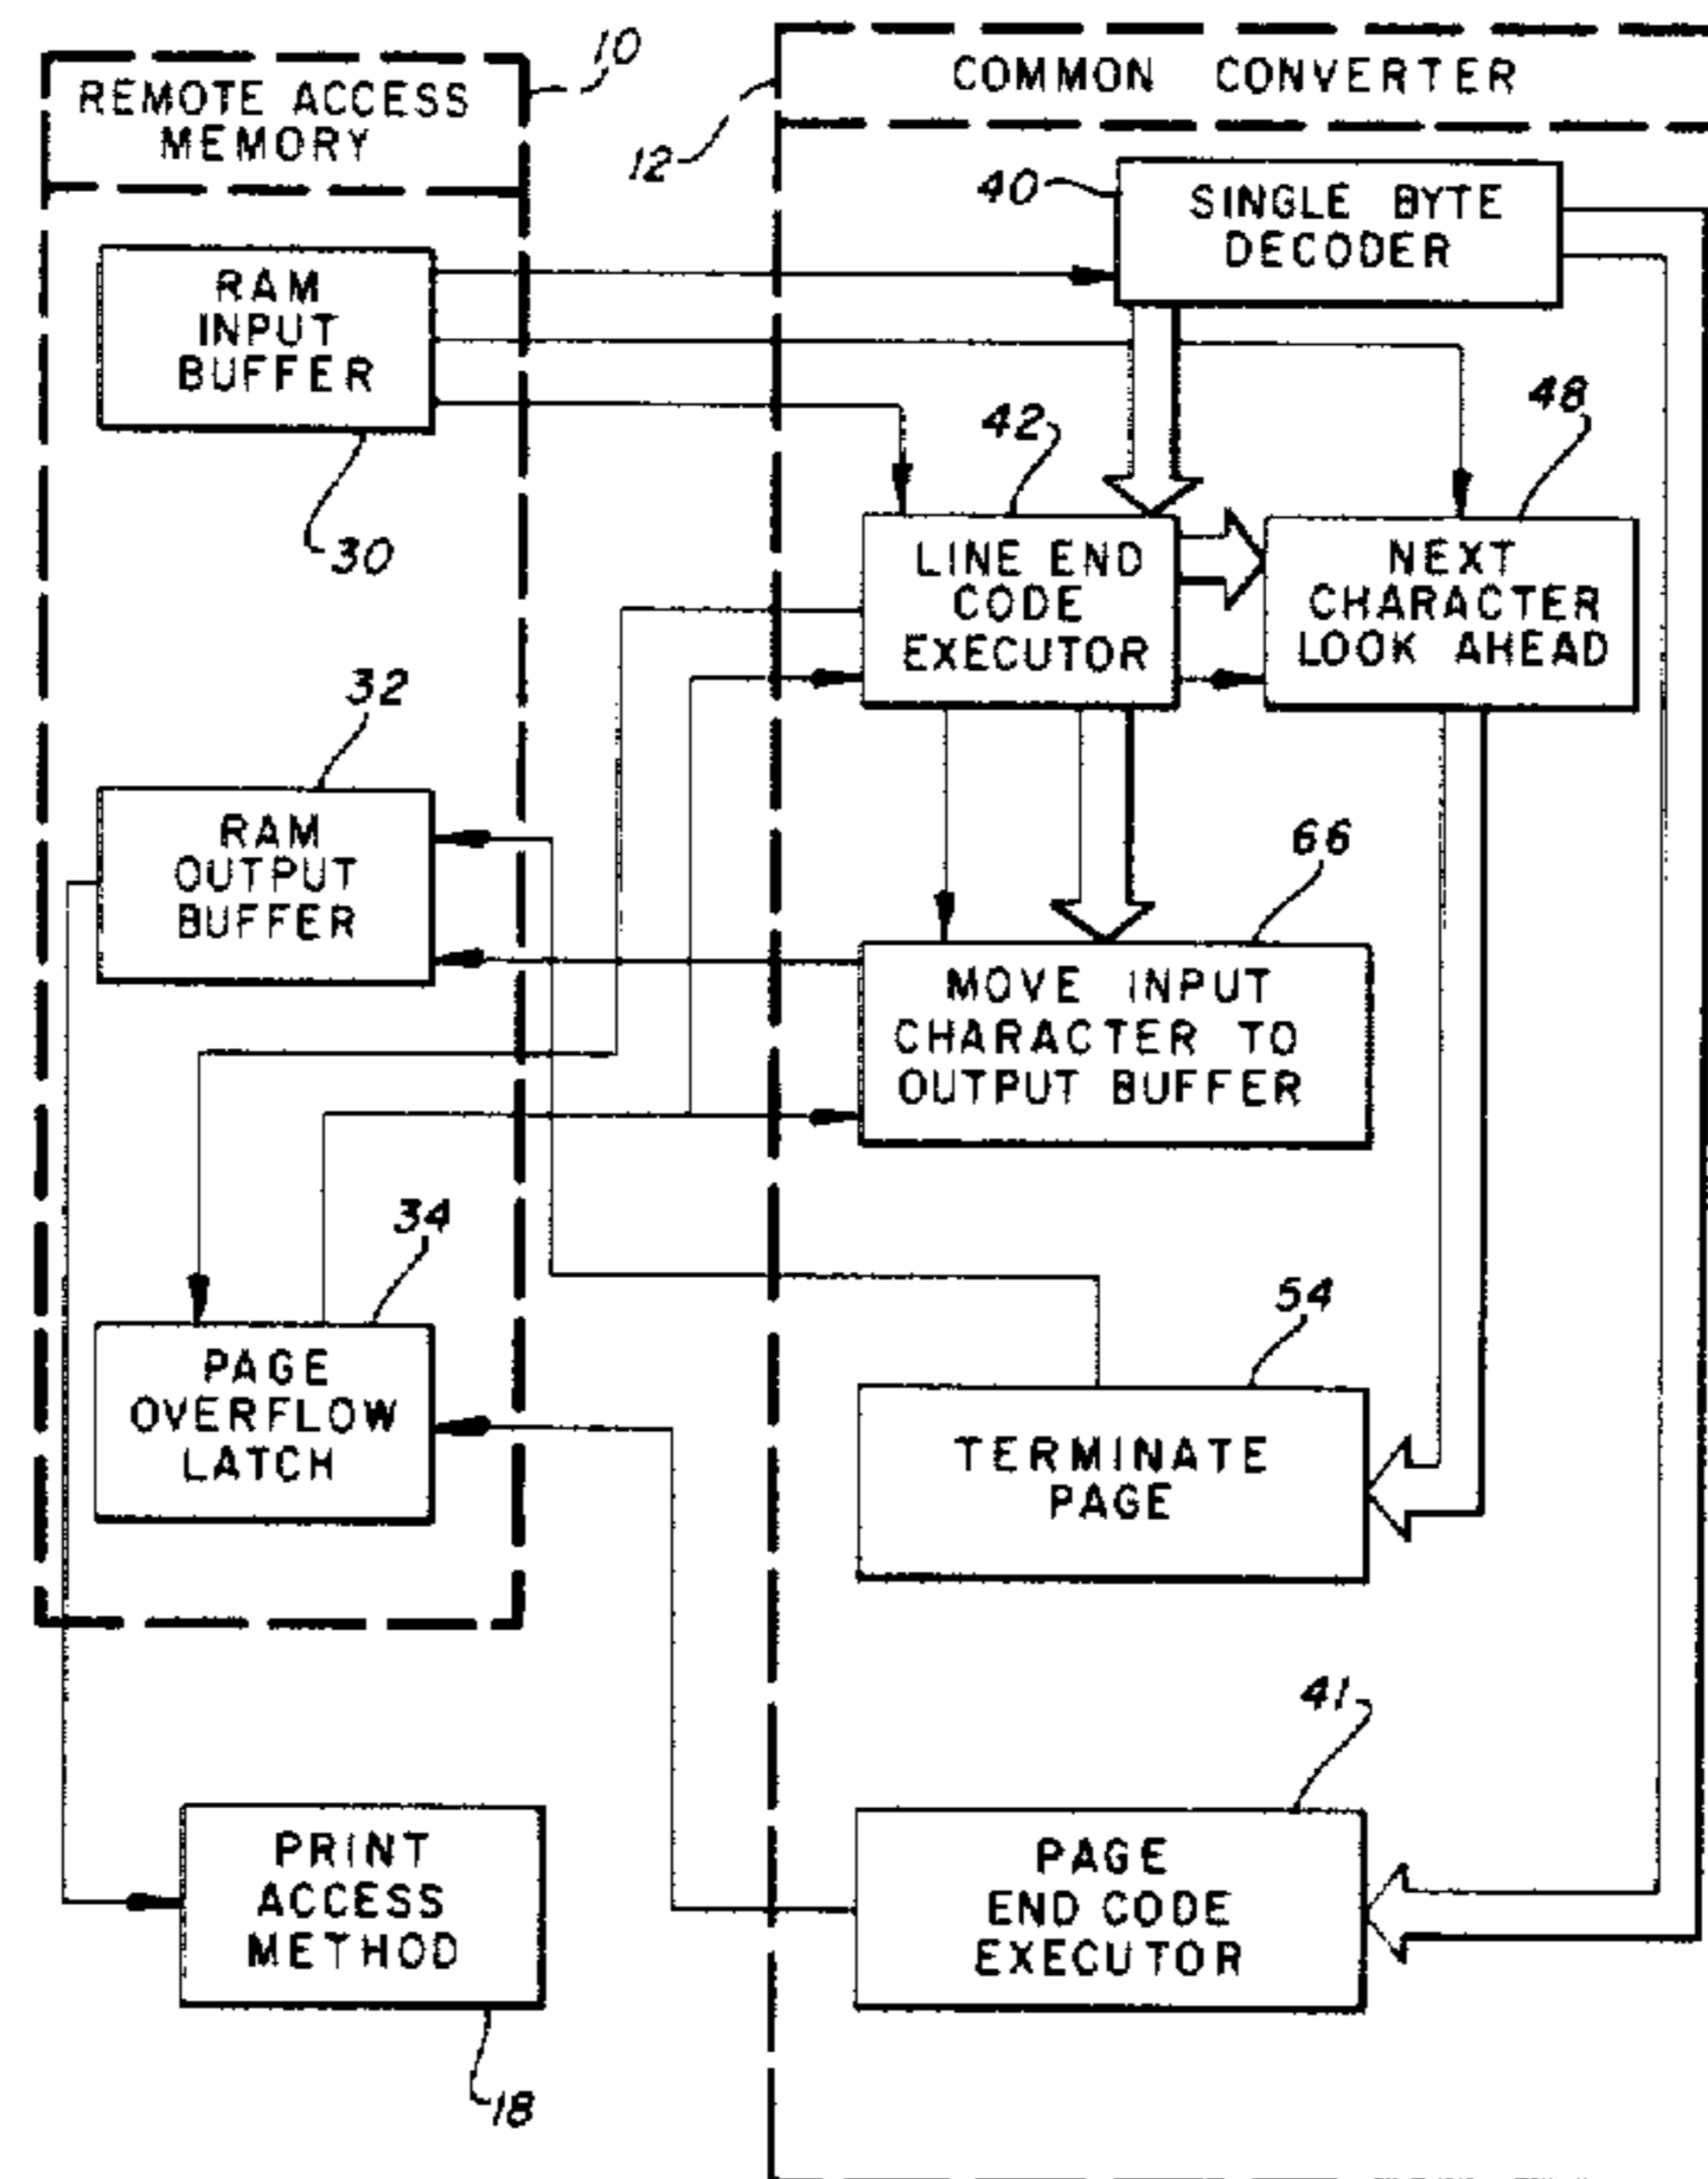 REMOTE ACCESS
MEMORY
10
COMMON CONVERTER
12
40
SINGLE BYTE
DECODER
RAM
INPUT
BUFFER
30
42
48
LINE END
CODE
EXECUTOR
NEXT
CHARACTER
LOOK AHEAD
32
RAM
OUTPUT
BUFFER
66
MOVE INPUT
CHARACTER TO
OUTPUT BUFFER
34
PAGE
OVERFLOW
LATCH
54
TERMINATE
PAGE
41
PRINT
ACCESS
METHOD
18
PAGE
END CODE
EXECUTOR